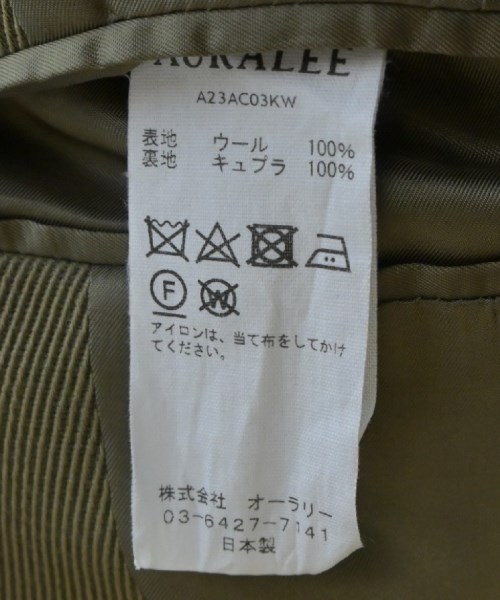 AURALEE
A23AC03KW
表地 ウール 100%
裏地 キュプラ 100%
F W
アイロンは、当て布をしてかけ
てください。
株式会社 オーラリー
03-6427-7141
日本製